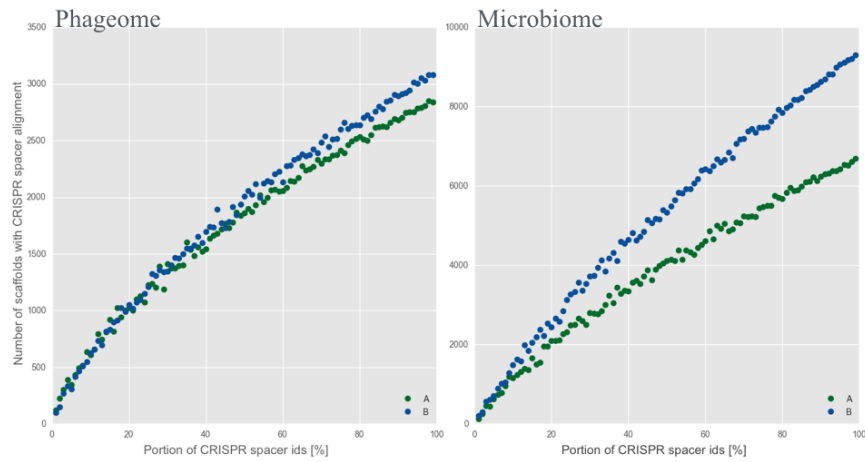 Phageome
Microbiome
Number of scaffolds with CRISPR spacer alignment
3500
3000
2500
2000
1500
1000
500
0
0 20 40 60 80 100
Portion of CRISPR spacer ids [%]
A
B
10000
8000
6000
4000
2000
0
0 20 40 60 80 100
Portion of CRISPR spacer ids [%]
A
B